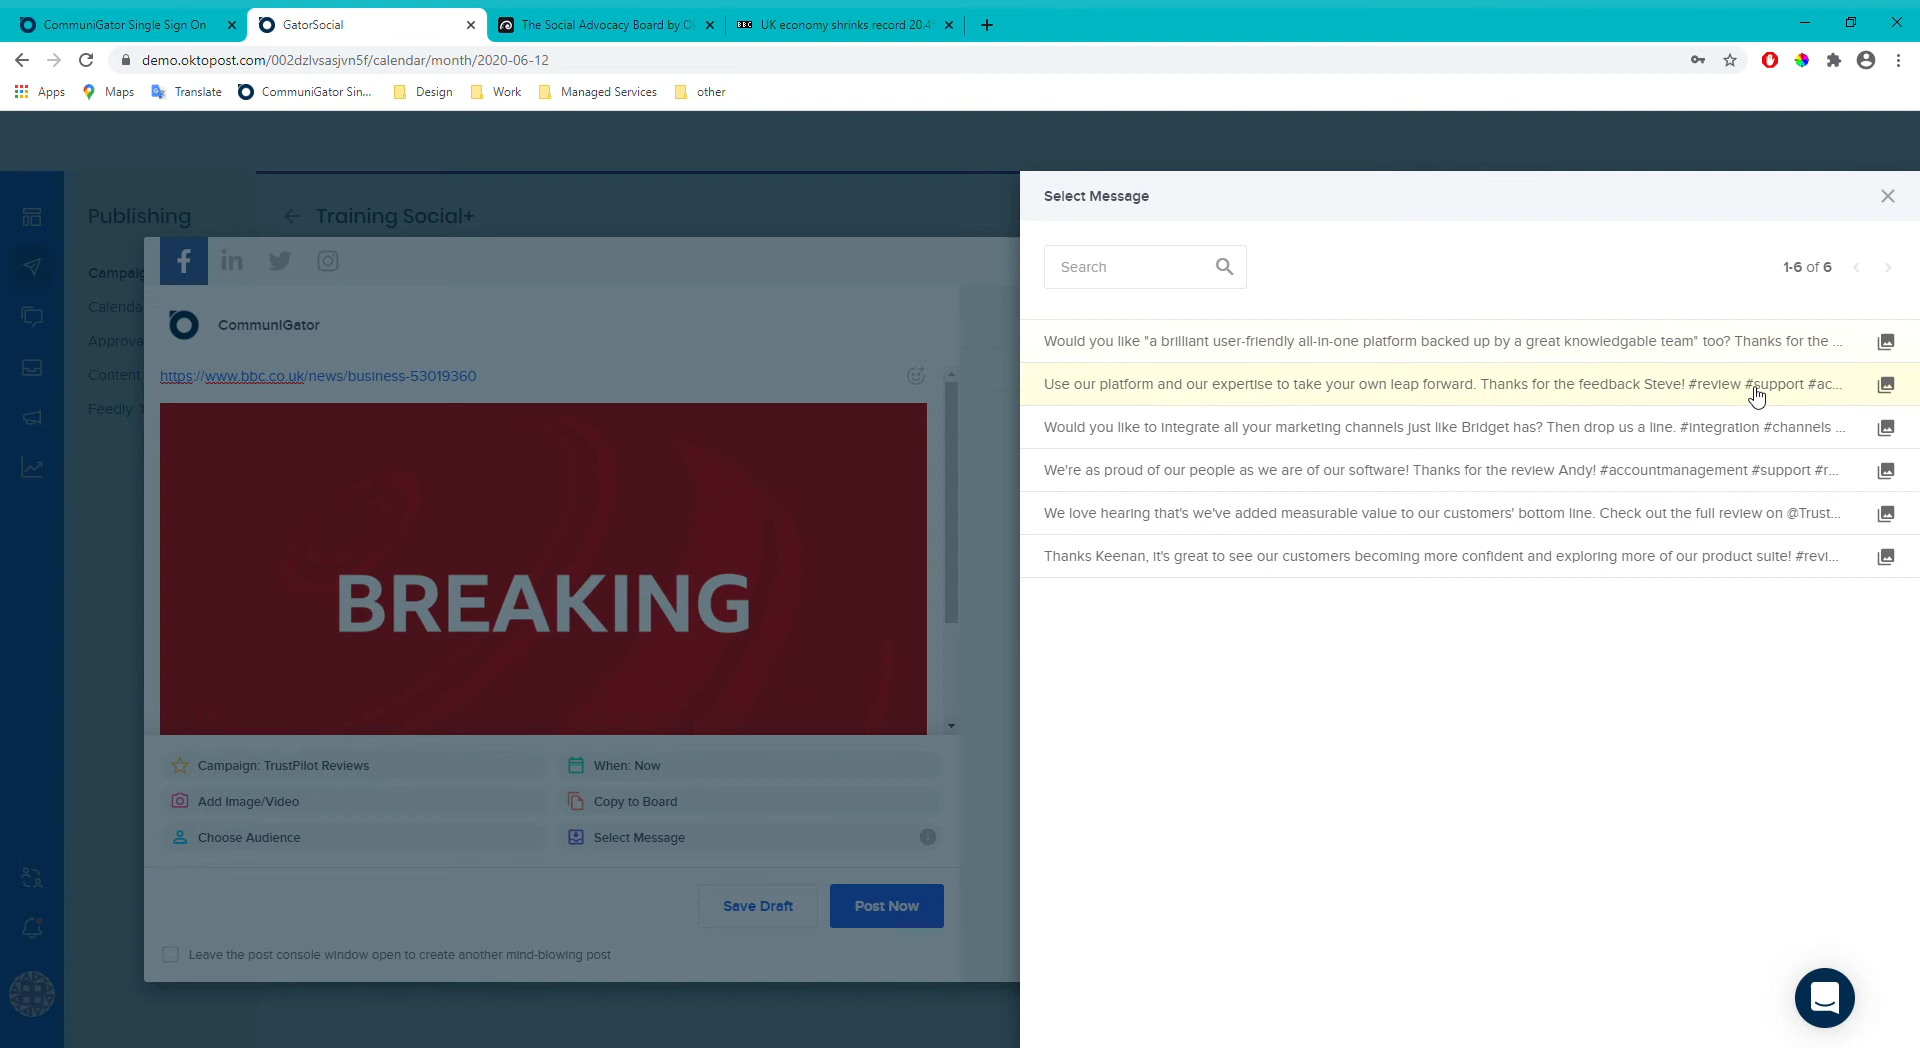 CommuniGator Single Sign On
GatorSocial
The Social Advocacy Board by O
BBC UK economy shrinks record 20.4
demo.oktopost.com/002dzlvsasjvn5f/calendar/month/2020-06-12
Apps
Maps
Translate
CommuniGator Sin...
Design
Work
Managed Services
other
Publishing
Training Social+
Campaig
Calenda
Approva
Content
Feedly
CommuniGator
https://www.bbc.co.uk/news/business-53019360
BREAKING
Campaign: TrustPilot Reviews
When: Now
Add Image/Video
Copy to Board
Choose Audience
Select Message
Save Draft
Post Now
Leave the post console window open to create another mind-blowing post
Select Message
Search
1-6 of 6
Would you like "a brilliant user-friendly all-in-one platform backed up by a great knowledgable team" too? Thanks for the ...
Use our platform and our expertise to take your own leap forward. Thanks for the feedback Steve! #review #support #ac...
Would you like to integrate all your marketing channels just like Bridget has? Then drop us a line. #integration #channels ...
We're as proud of our people as we are of our software! Thanks for the review Andy! #accountmanagement #support #r...
We love hearing that's we've added measurable value to our customers' bottom line. Check out the full review on @Trust...
Thanks Keenan, it's great to see our customers becoming more confident and exploring more of our product suite! #revi...